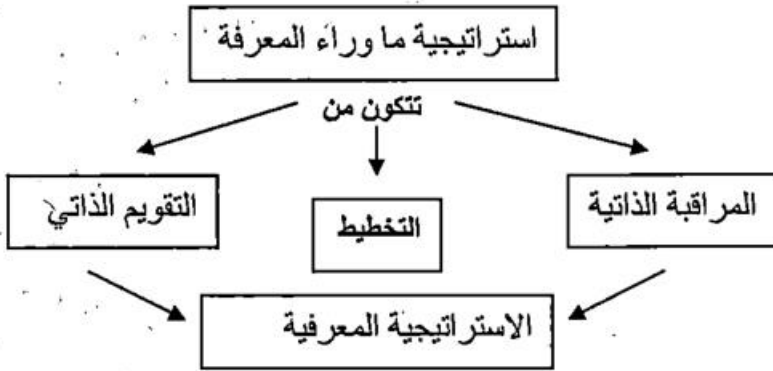 استراتيجية ما وراء المعرفة
تتكون من
المراقبة الذاتية
التخطيط
التقويم الذاتي
الاستراتيجية المعرفية